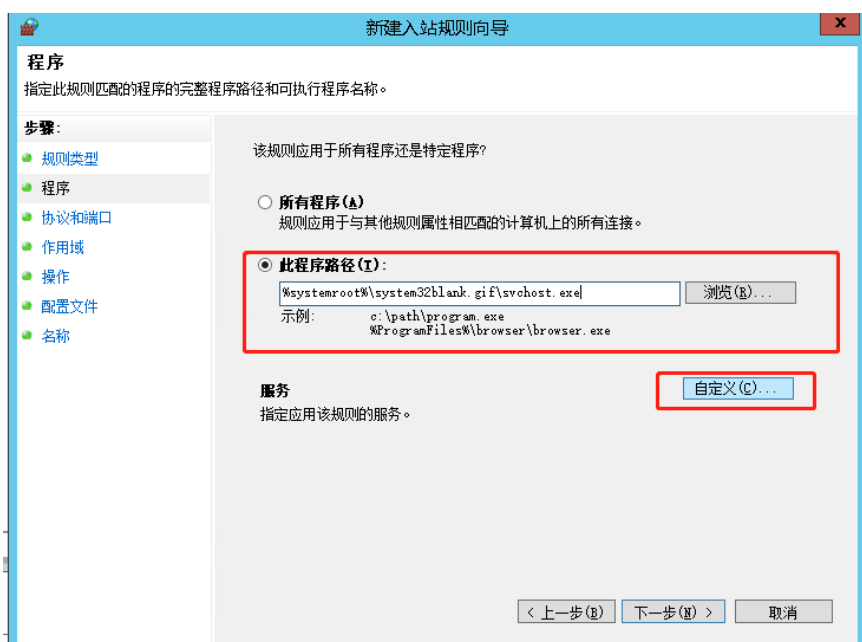 新建入站规则向导
x
程序
指定此规则匹配的程序的完整程序路径和可执行程序名称。
步骤:
规则类型
程序
协议和端口
作用域
操作
配置文件
名称
该规则应用于所有程序还是特定程序?
所有程序(A)
规则应用于与其他规则属性相匹配的计算机上的所有连接。
此程序路径(T):
%systemroot%\system32blank.gif\svchost.exe
浏览(R)...
示例: c:\path\program.exe
%ProgramFiles%\browser\browser.exe
服务
自定义(C)...
指定应用该规则的服务。
< 上一步(B)
下一步(N) >
取消